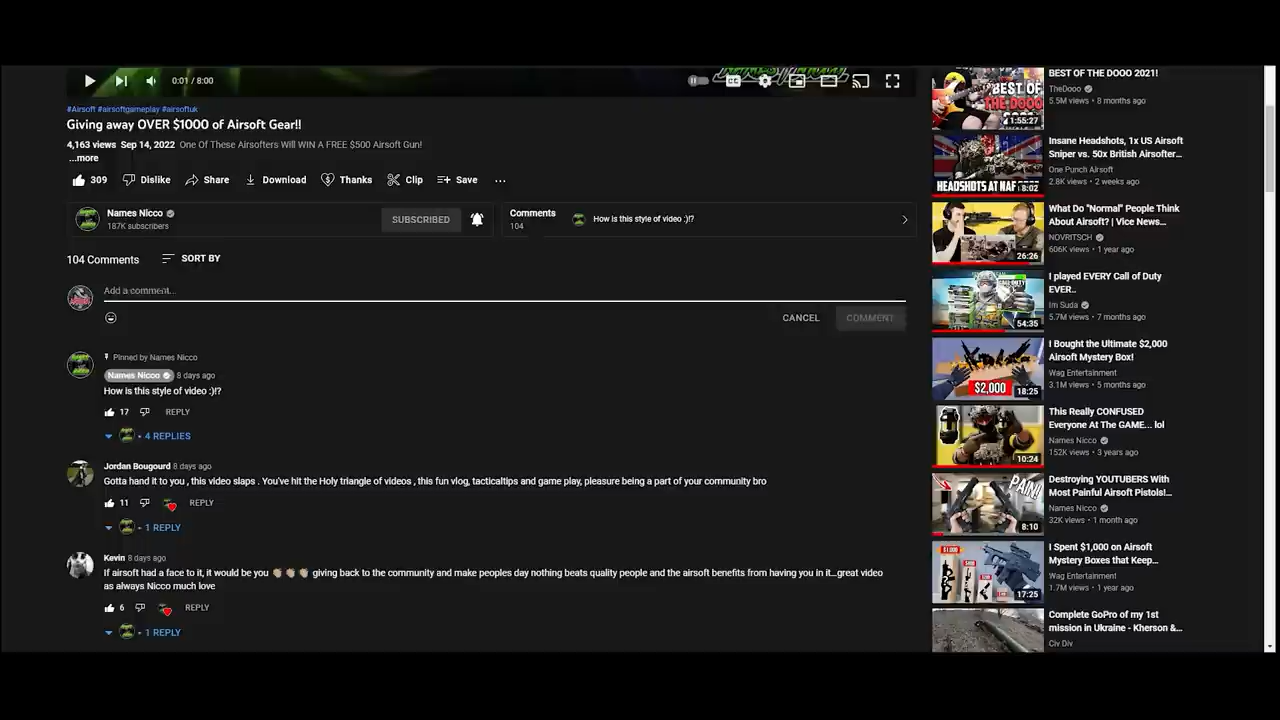 0:01 / 8:00
#Airsoft #airsoftgameplay #airsoftuk
Giving away OVER $1000 of Airsoft Gear!!
4,163 views Sep 14, 2022 One Of These Airsofters Will WIN A FREE $500 Airsoft Gun!
...more
309 Dislike Share Download Thanks Clip Save ...
Names Nicco
187K subscribers
SUBSCRIBED
Comments
104
How is this style of video :)!?
104 Comments SORT BY
Add a comment...
CANCEL COMMENT
Pinned by Names Nicco
Names Nicco 8 days ago
How is this style of video :)!?
17 REPLY
• 4 REPLIES
Jordan Bougourd 8 days ago
Gotta hand it to you , this video slaps . You've hit the Holy triangle of videos , this fun vlog, tacticaltips and game play, pleasure being a part of your community bro
11 REPLY
• 1 REPLY
Kevin 8 days ago
If airsoft had a face to it, it would be you 👏🏼👏🏼👏🏼 giving back to the community and make peoples day nothing beats quality people and the airsoft benefits from having you in it...great video
as always Nicco much love
6 REPLY
• 1 REPLY
BEST OF
THE DOOO
1:55:27
BEST OF THE DOOO 2021!
TheDooo
5.5M views • 8 months ago
HEADSHOTS AT NAF
8:02
Insane Headshots, 1x US Airsoft
Sniper vs. 50x British Airsofter...
One Punch Airsoft
2.8K views • 2 weeks ago
26:26
What Do "Normal" People Think
About Airsoft? | Vice News...
NOVRITSCH
606K views • 1 year ago
54:35
I played EVERY Call of Duty
EVER..
Im Suda
5.7M views • 7 months ago
$2,000
18:25
I Bought the Ultimate $2,000
Airsoft Mystery Box!
Wag Entertainment
3.1M views • 5 months ago
10:24
This Really CONFUSED
Everyone At The GAME... lol
Names Nicco
152K views • 3 years ago
PAIN!
8:10
Destroying YOUTUBERS With
Most Painful Airsoft Pistols!...
Names Nicco
32K views • 1 month ago
$1,000
17:25
I Spent $1,000 on Airsoft
Mystery Boxes that Keep...
Wag Entertainment
1.7M views • 1 year ago
Complete GoPro of my 1st
mission in Ukraine - Kherson &...
Civ Div